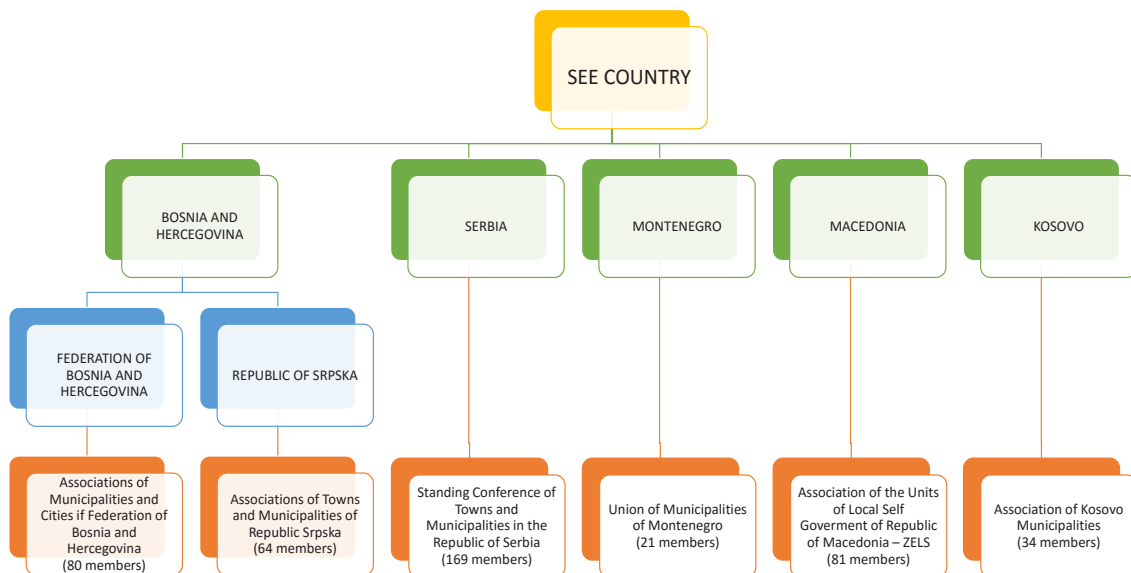 SEE COUNTRY
BOSNIA AND
HERCEGOVINA
SERBIA
MONTENEGRO
MACEDONIA
KOSOVO
FEDERATION OF
BOSNIA AND
HERCEGOVINA
REPUBLIC OF SRPSKA
Associations of
Municipalities and
Cities if Federation of
Bosnia and
Hercegovina
(80 members)
Associations of Towns
and Municipalities of
Republic Srpska
(64 members)
Standing Conference of
Towns and
Municipalities in the
Republic of Serbia
(169 members)
Union of Municipalities
of Montenegro
(21 members)
Association of the Units
of Local Self
Goverment of Republic
of Macedonia – ZELS
(81 members)
Association of Kosovo
Municipalities
(34 members)